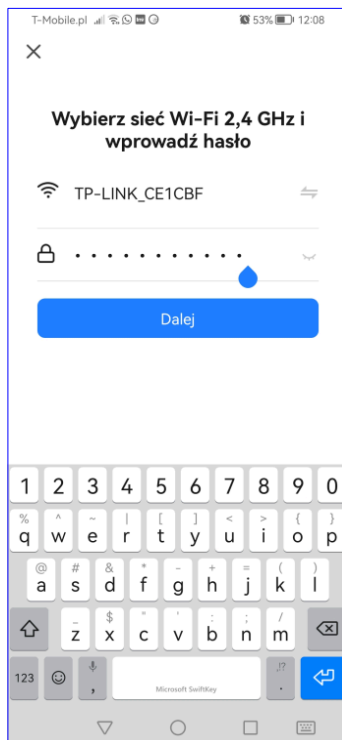 T-Mobile.pl 53% 12:08
Wybierz sieć Wi-Fi 2,4 GHz i
wprowadź hasło
TP-LINK_CE1CBF
• • • • • • • • • • •
Dalej
1 2 3 4 5 6 7 8 9 0
% ^ ~ | [ ] < > { }
q w e r t y u i o p
@ # & * - + = ( )
a s d f g h j k l
_ $ " ' : ; /
z x c v b n m
123 , Microsoft SwiftKey ,!? .